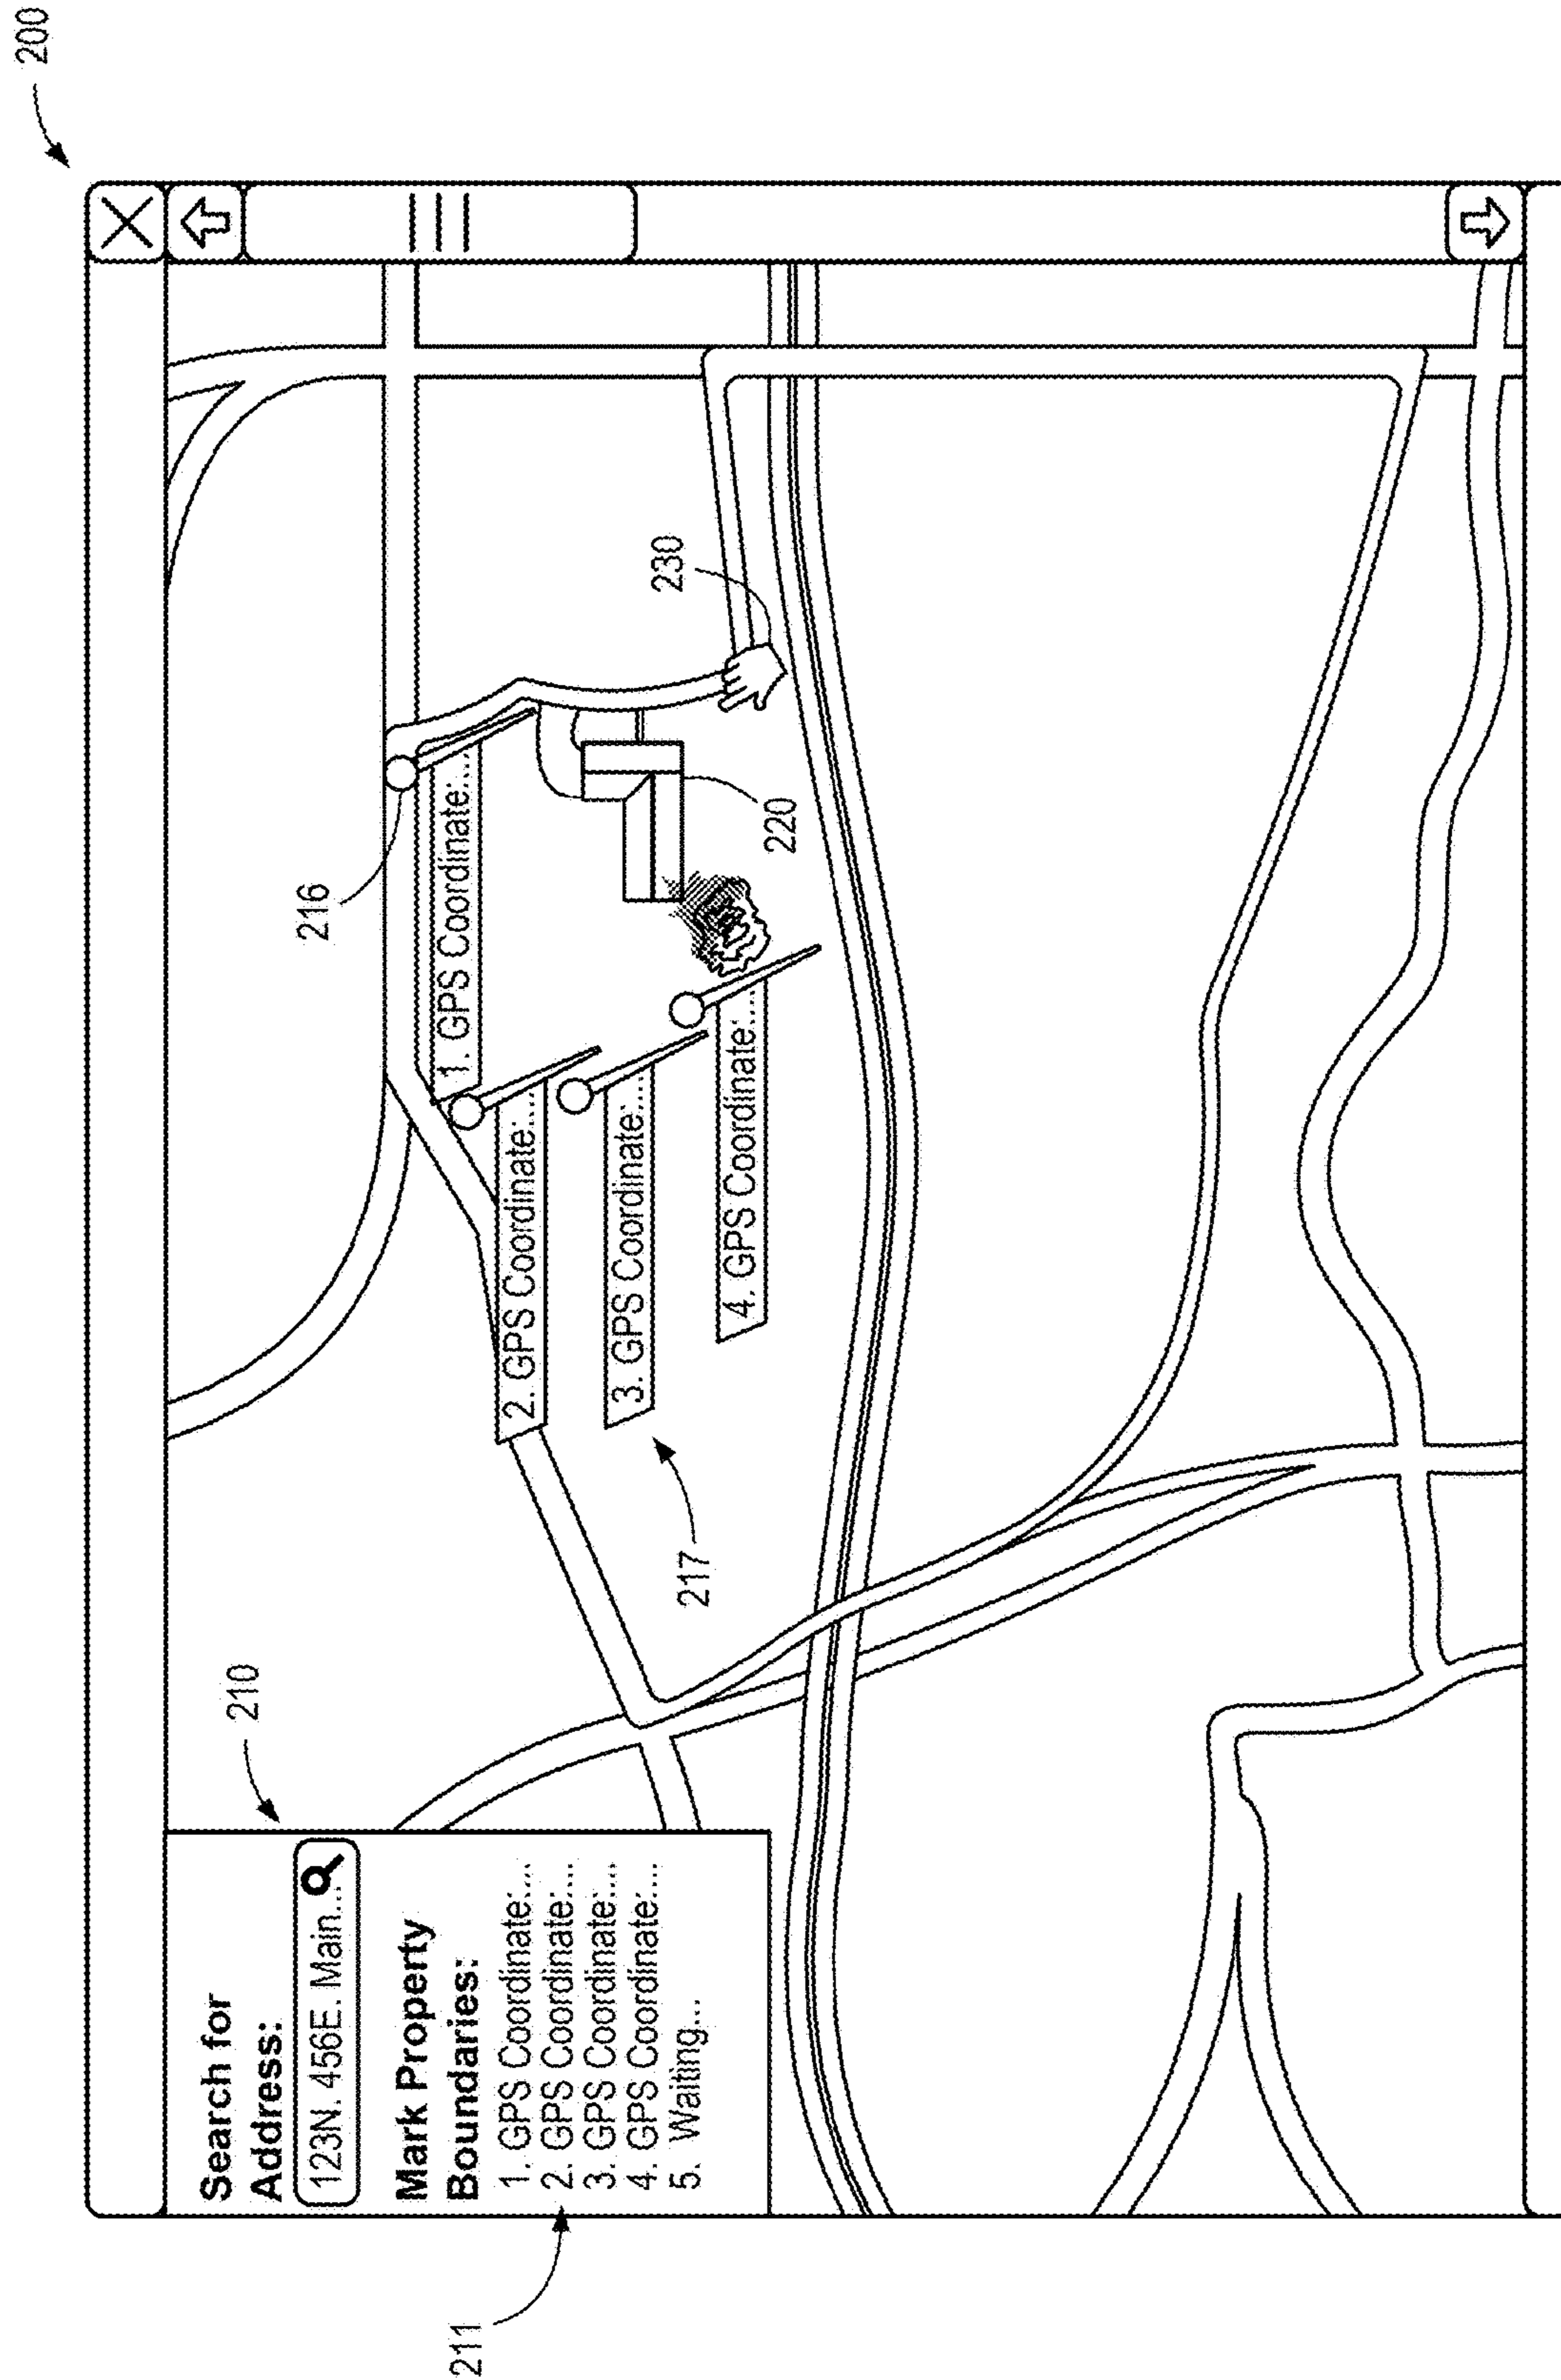 200
210
Search for
Address:
123N. 456E. Main...
Mark Property
Boundaries:
1. GPS Coordinate:...
2. GPS Coordinate:...
3. GPS Coordinate:...
4. GPS Coordinate:...
5. Waiting...
211
216
1. GPS Coordinate:...
2. GPS Coordinate:...
3. GPS Coordinate:...
4. GPS Coordinate:...
217
220
230